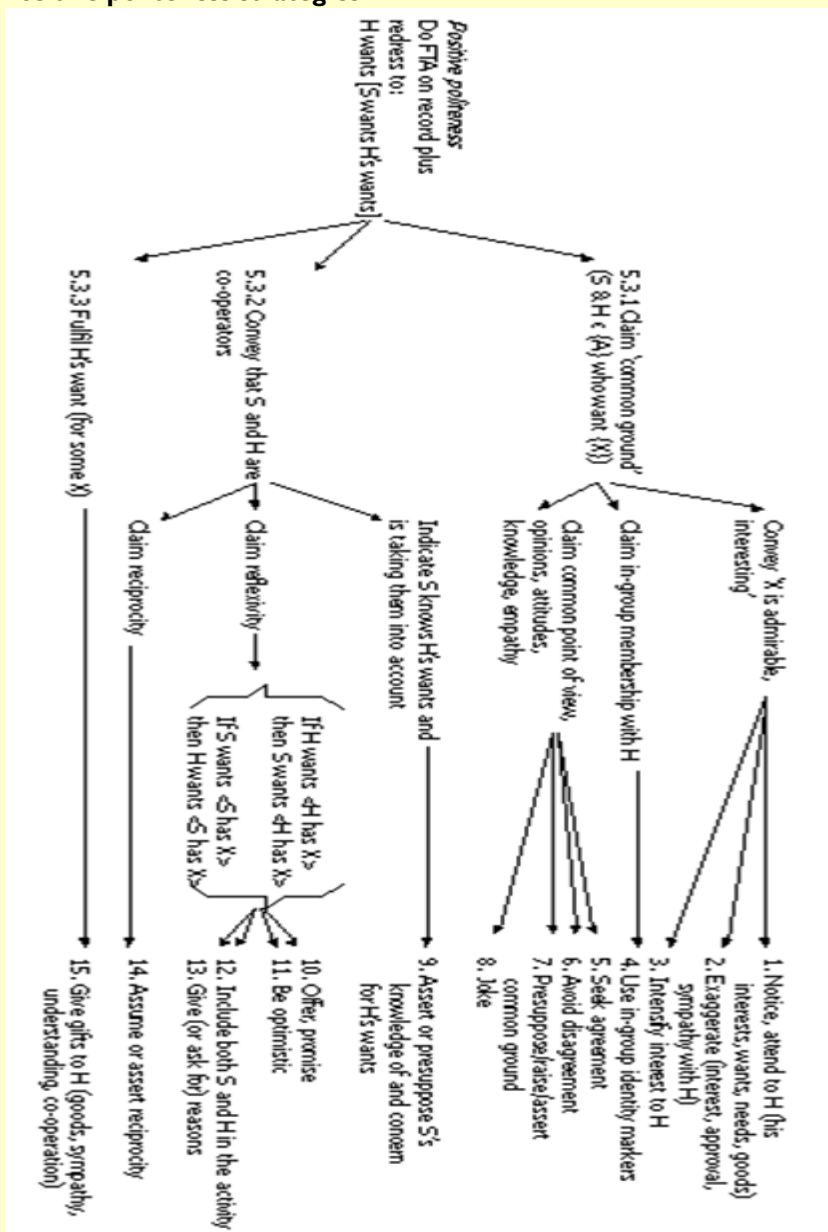 Positive politeness
Do FTA on record plus
redress to:
H wants [S wants H's wants]
5.3.1 Claim 'common ground'
(S & H ϵ {A} who want {X})
Convey 'X is admirable,
interesting'
1. Notice, attend to H (his
interests, wants, needs, goods)
2. Exaggerate (interest, approval,
sympathy with H)
3. Intensify interest to H
Claim in-group membership with H
4. Use in-group identity markers
Claim common point of view,
opinions, attitudes,
knowledge, empathy
5. Seek agreement
6. Avoid disagreement
7. Presuppose/raise/assert
common ground
8. Joke
5.3.2 Convey that S and H are
co-operators
Indicate S knows H's wants and
is taking them into account
9. Assert or presuppose S's
knowledge of and concern
for H's wants
Claim reflexivity
If H wants <H has X>
then S wants <H has X>
If S wants <S has X>
then H wants <S has X>
10. Offer, promise
11. Be optimistic
12. Include both S and H in the activity
13. Give (or ask for) reasons
Claim reciprocity
14. Assume or assert reciprocity
5.3.3 Fulfil H's want (for some X)
15. Give gifts to H (goods, sympathy,
understanding, co-operation)